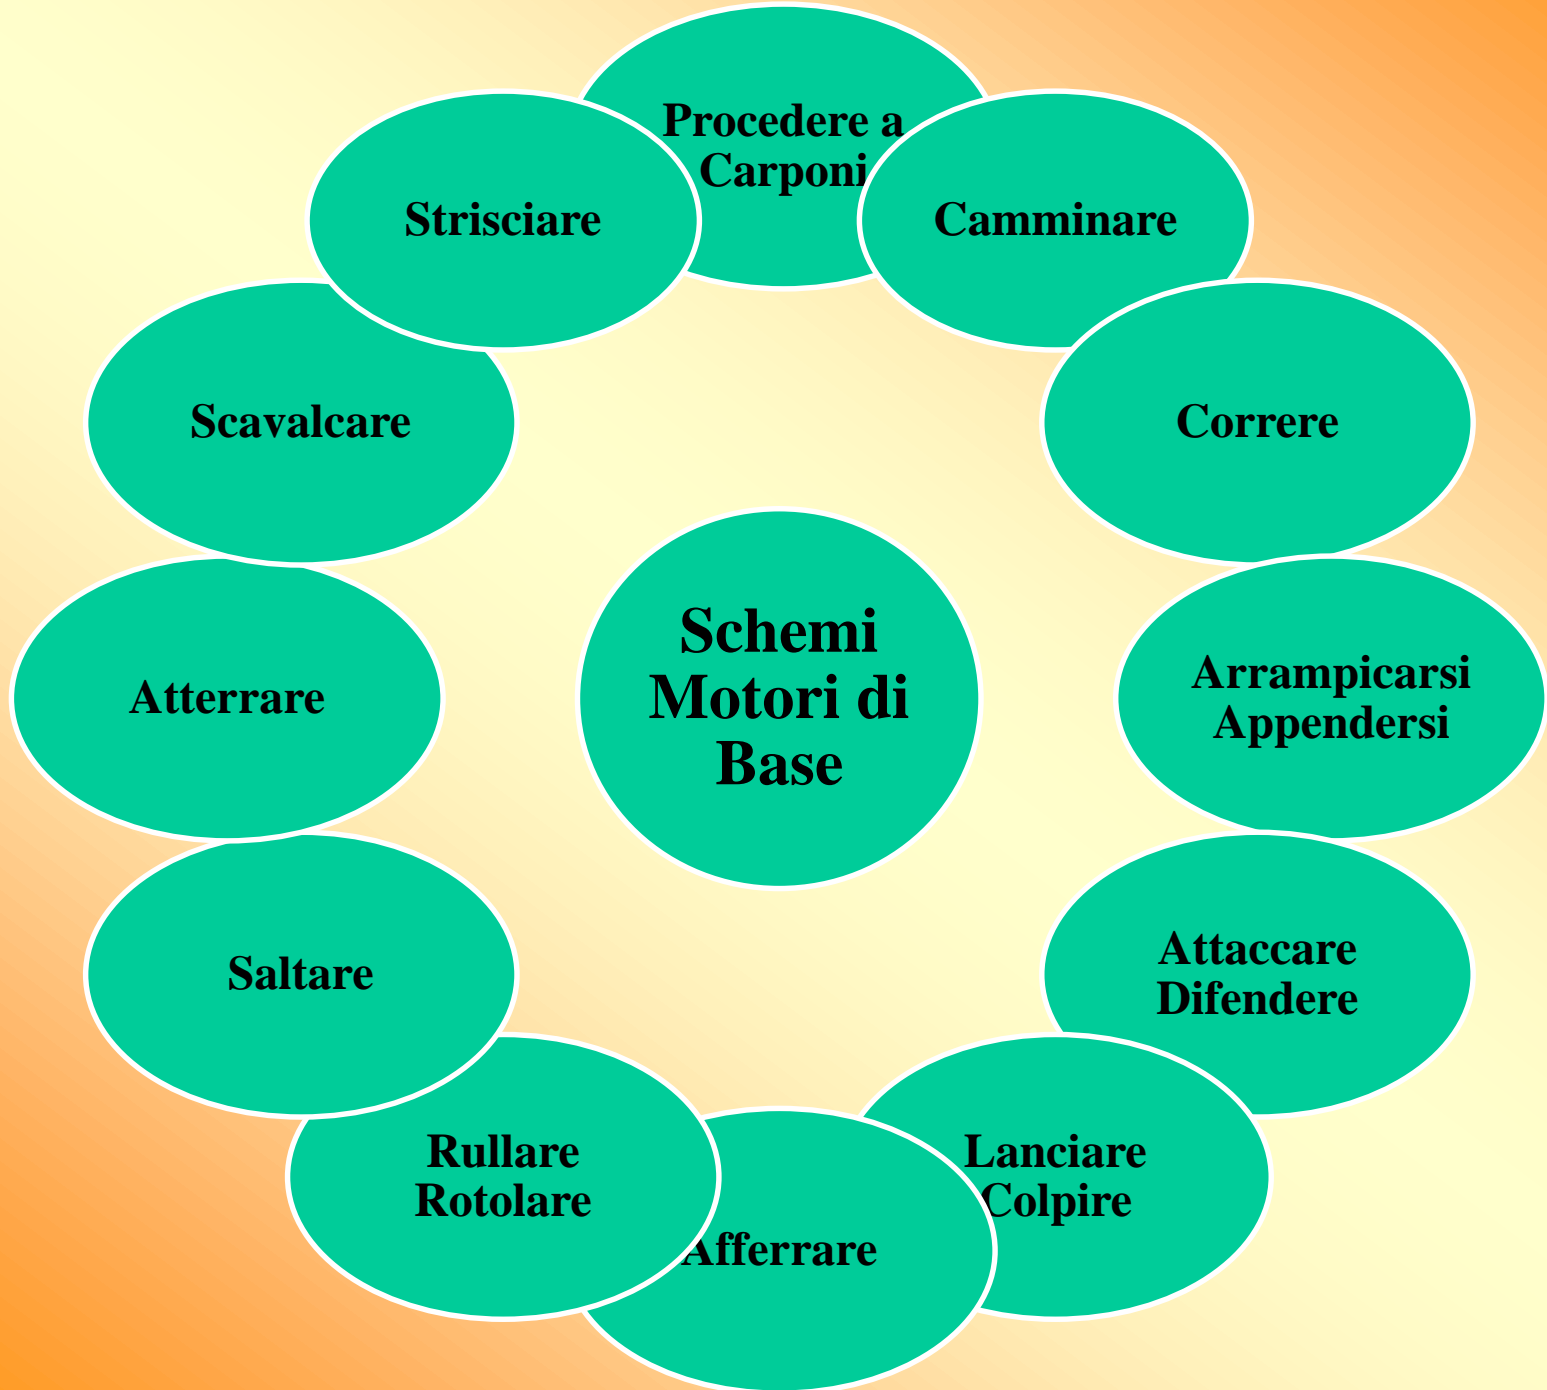 Procedere a
Carponi
Camminare
Correre
Arrampicarsi
Appendersi
Attaccare
Difendere
Lanciare
Colpire
Afferrare
Rullare
Rotolare
Saltare
Atterrare
Scavalcare
Strisciare
Schemi
Motori di
Base